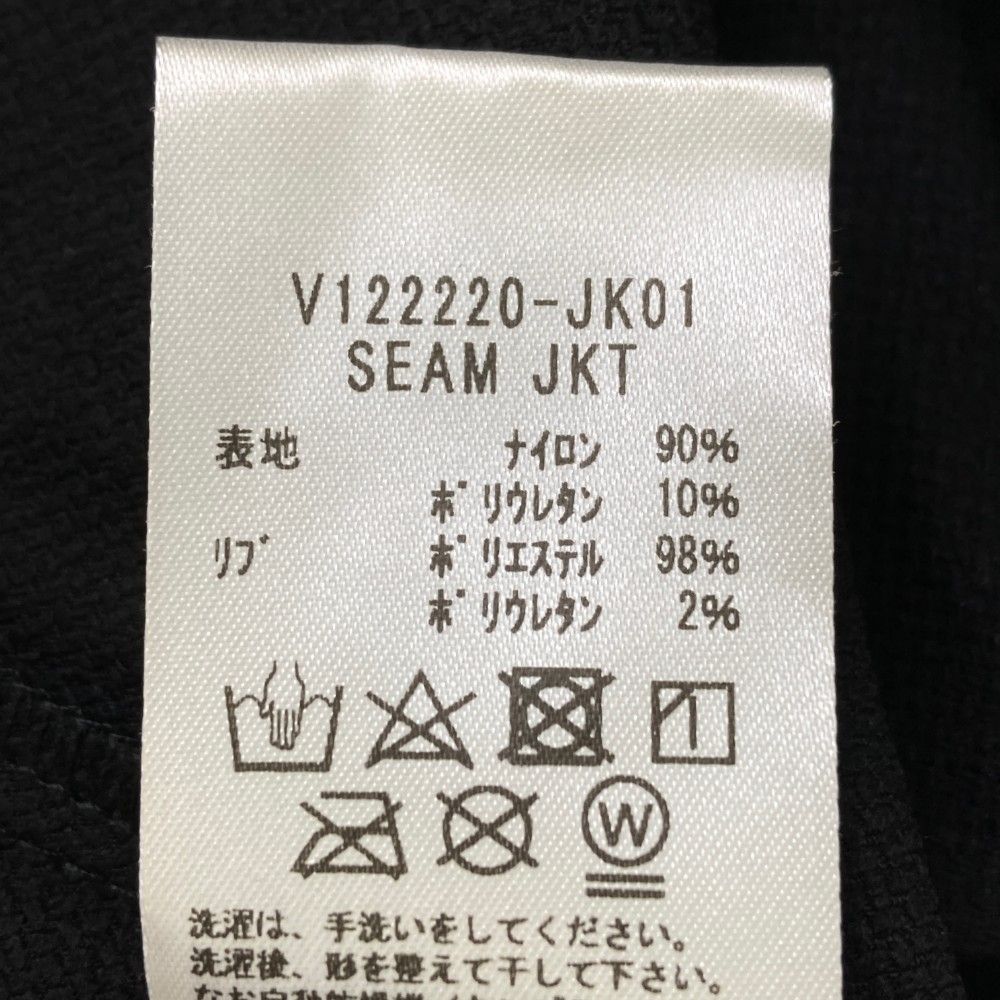 V122220-JK01
SEAM JKT
表地 ナイロン 90%
ポリウレタン 10%
リブ ポリエステル 98%
ポリウレタン 2%
W
洗濯は、手洗いをしてください。
洗濯後、形を整えて干して下さい。